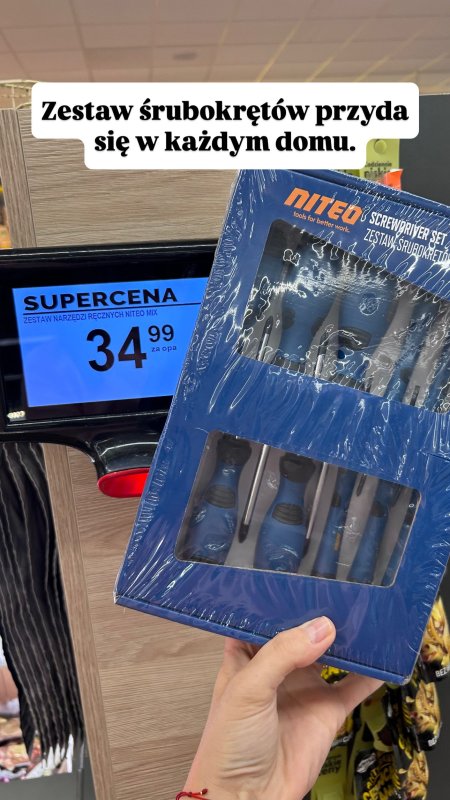 Zestaw śrubokrętów przyda
się w każdym domu.
NITEO
tools for better work.
SCREWDRIVER SET
ZESTAW ŚRUBOKRĘTÓW
SUPERCENA
ZESTAW NARZĘDZI RĘCZNYCH NITEO MIX
34 99
za opa